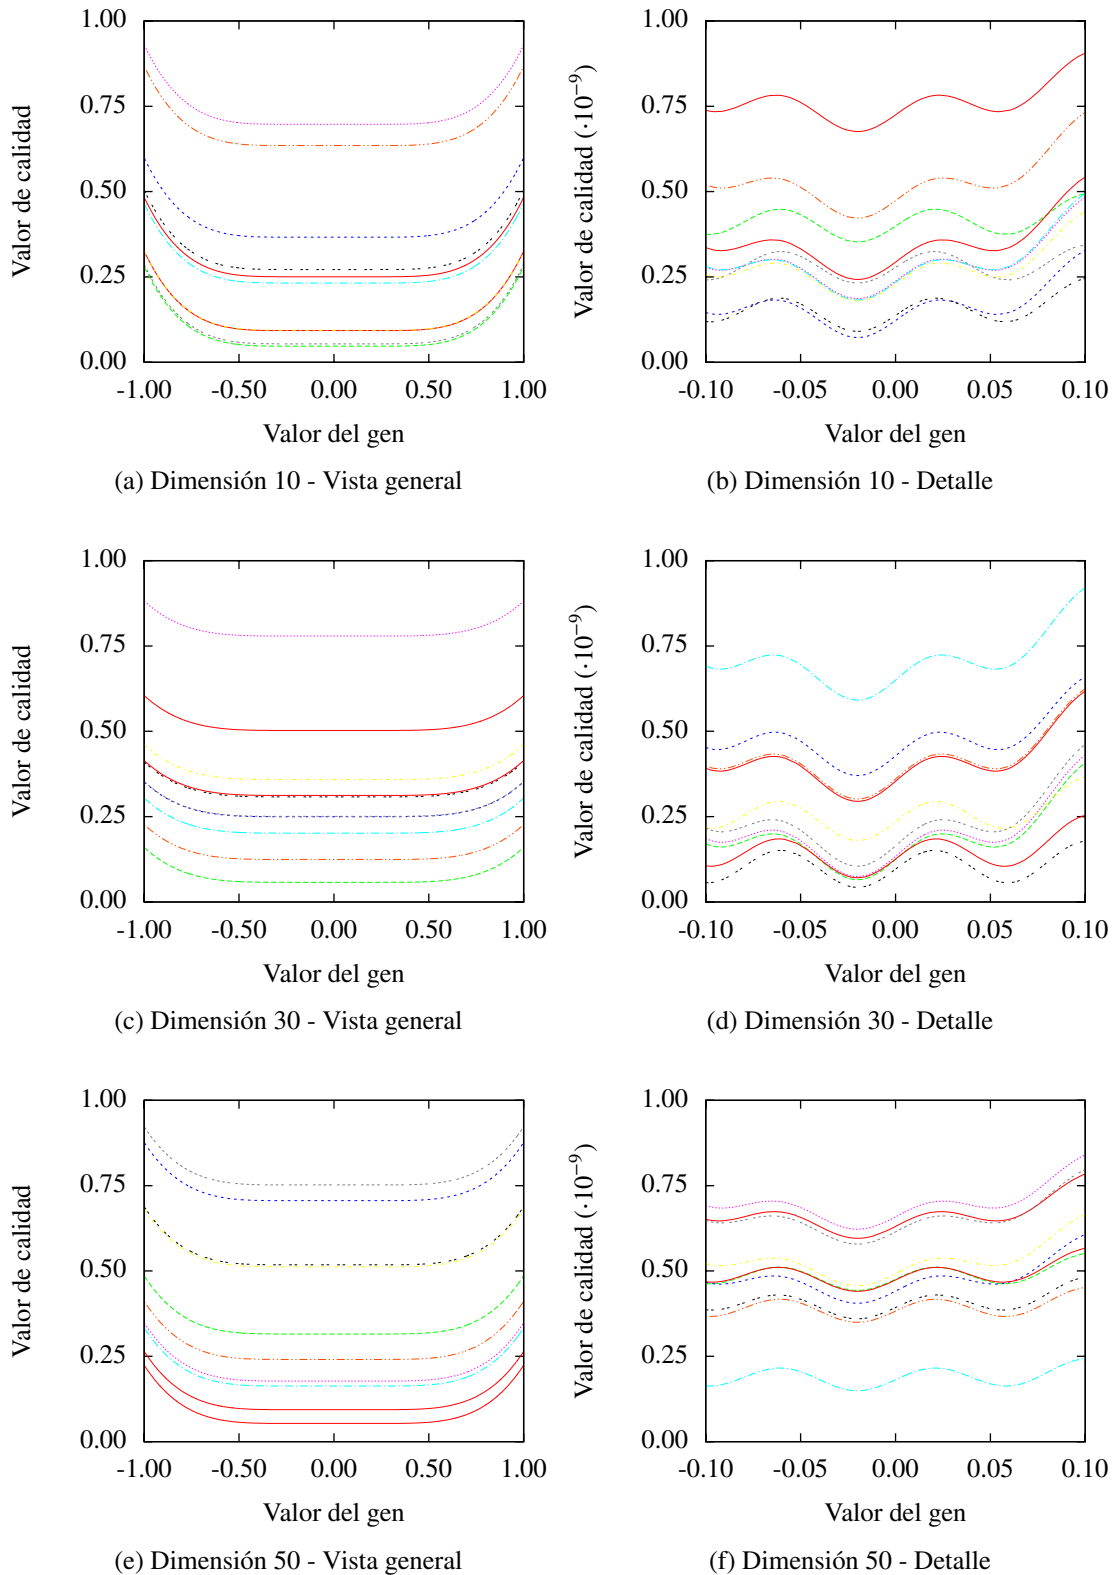 1.00
0.75
0.50
0.25
0.00
-1.00 -0.50 0.00 0.50 1.00
Valor de calidad
Valor del gen
(a) Dimensión 10 - Vista general
1.00
0.75
0.50
0.25
0.00
-0.10 -0.05 0.00 0.05 0.10
Valor de calidad (·10⁻⁹)
Valor del gen
(b) Dimensión 10 - Detalle
1.00
0.75
0.50
0.25
0.00
-1.00 -0.50 0.00 0.50 1.00
Valor de calidad
Valor del gen
(c) Dimensión 30 - Vista general
1.00
0.75
0.50
0.25
0.00
-0.10 -0.05 0.00 0.05 0.10
Valor de calidad (·10⁻⁹)
Valor del gen
(d) Dimensión 30 - Detalle
1.00
0.75
0.50
0.25
0.00
-1.00 -0.50 0.00 0.50 1.00
Valor de calidad
Valor del gen
(e) Dimensión 50 - Vista general
1.00
0.75
0.50
0.25
0.00
-0.10 -0.05 0.00 0.05 0.10
Valor de calidad (·10⁻⁹)
Valor del gen
(f) Dimensión 50 - Detalle